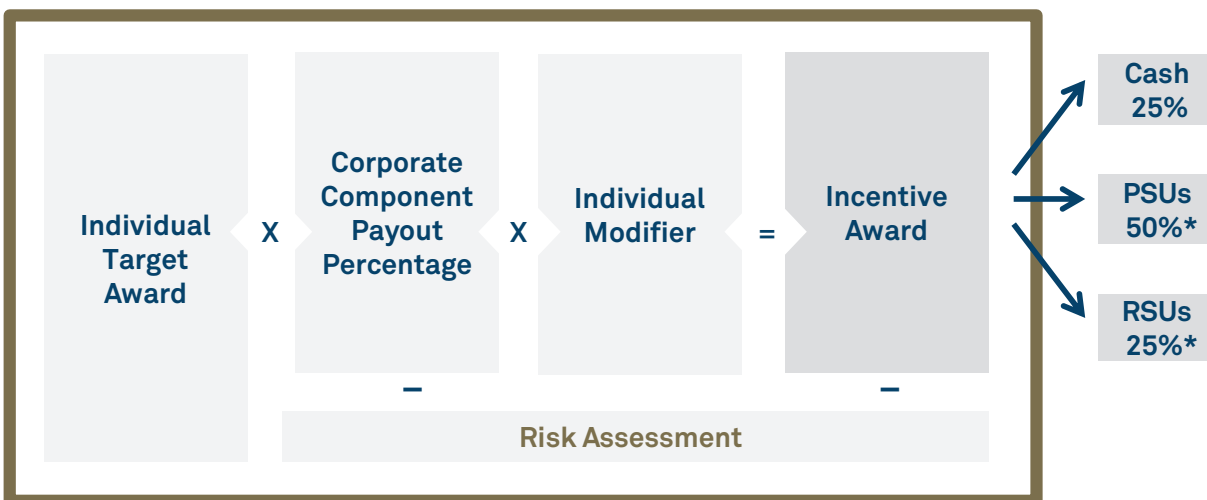 Individual
Target
Award
X
Corporate
Component
Payout
Percentage
X
Individual
Modifier
=
Incentive
Award
–
–
Risk Assessment
Cash
25%
PSUs
50%*
RSUs
25%*